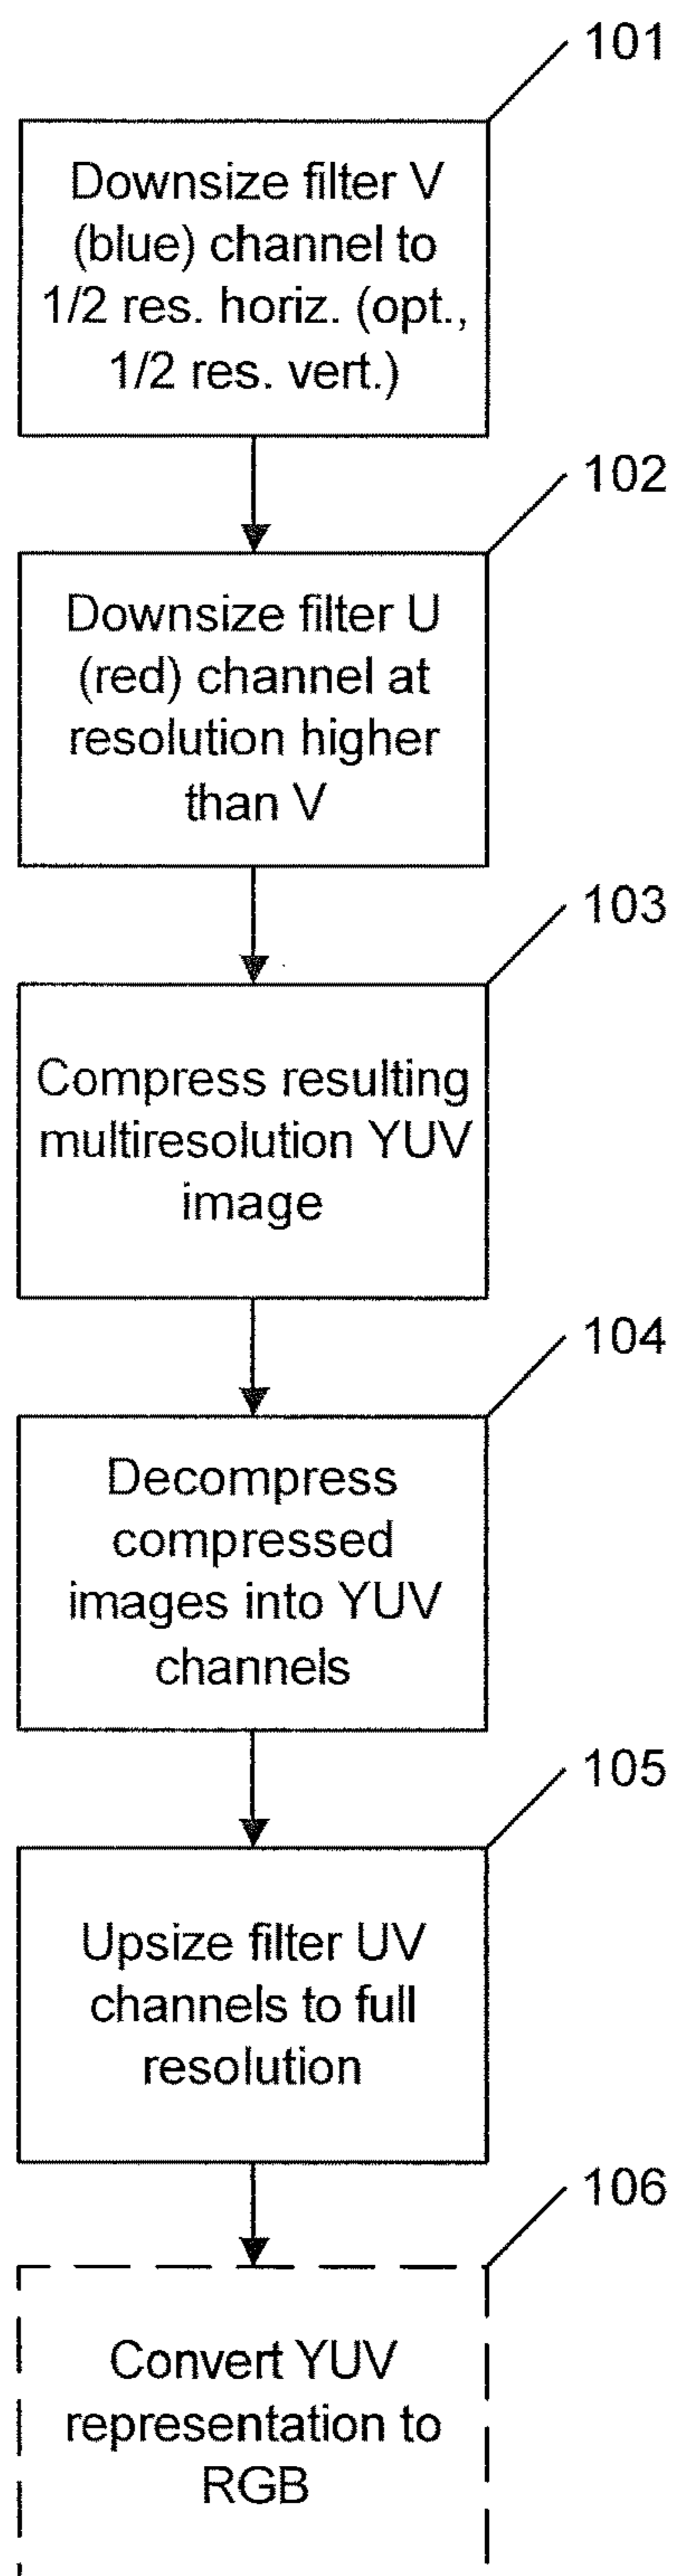 101
Downsize filter V
(blue) channel to
1/2 res. horiz. (opt.,
1/2 res. vert.)
102
Downsize filter U
(red) channel at
resolution higher
than V
103
Compress resulting
multiresolution YUV
image
104
Decompress
compressed
images into YUV
channels
105
Upsize filter UV
channels to full
resolution
106
Convert YUV
representation to
RGB